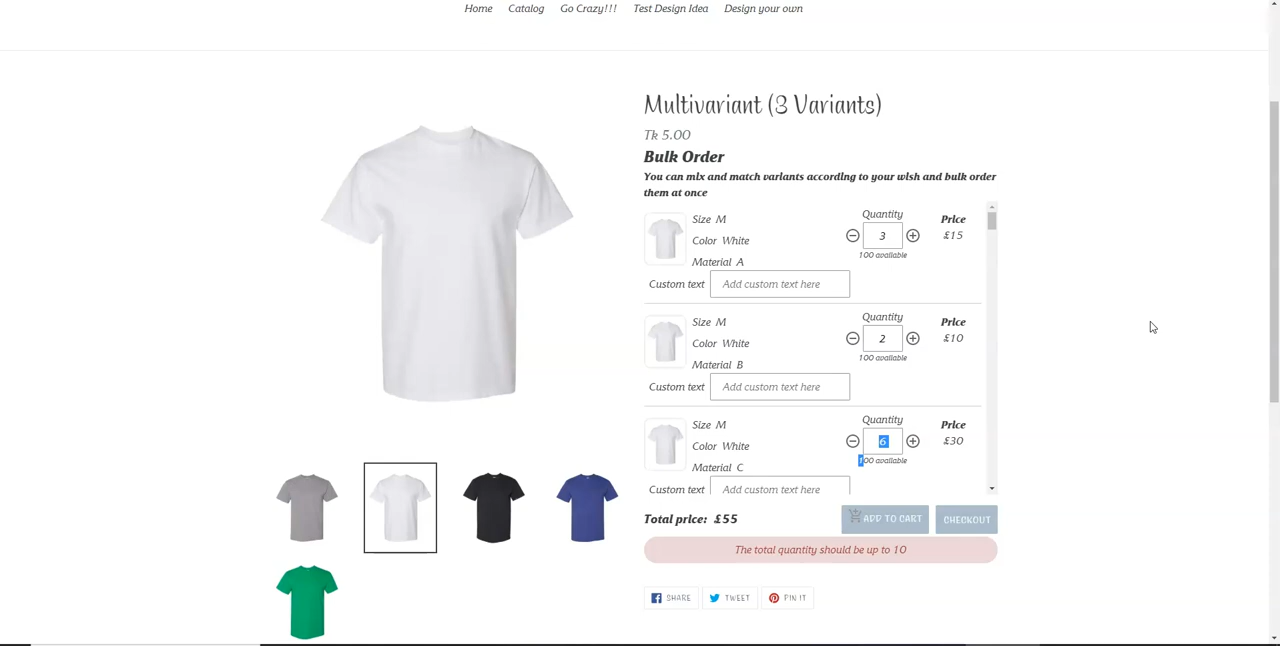 Home Catalog Go Crazy!!! Test Design Idea Design your own
Multivariant (3 Variants)
Tk 5.00
Bulk Order
You can mix and match variants according to your wish and bulk order
them at once
Size M
Color White
Material A
Quantity
3
100 available
Price
£15
Custom text Add custom text here
Size M
Color White
Material B
Quantity
2
100 available
Price
£10
Custom text Add custom text here
Size M
Color White
Material C
Quantity
6
100 available
Price
£30
Custom text Add custom text here
Total price: £55
ADD TO CART
CHECKOUT
The total quantity should be up to 10
SHARE TWEET PIN IT